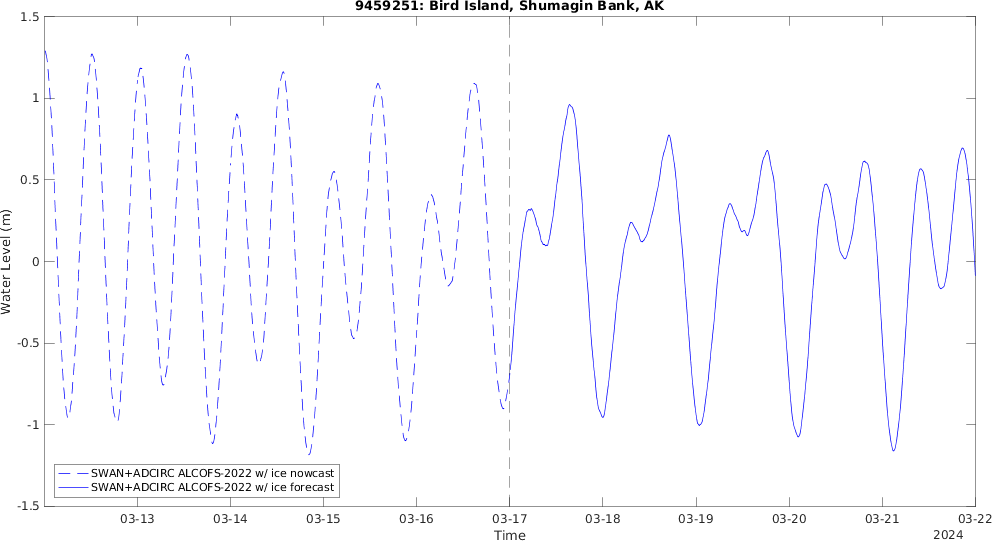 9459251: Bird Island, Shumagin Bank, AK
1.5
1
0.5
0
-0.5
-1
-1.5
Water Level (m)
SWAN+ADCIRC ALCOFS-2022 w/ ice nowcast
SWAN+ADCIRC ALCOFS-2022 w/ ice forecast
03-13 03-14 03-15 03-16 03-17 03-18 03-19 03-20 03-21 03-22
Time
2024